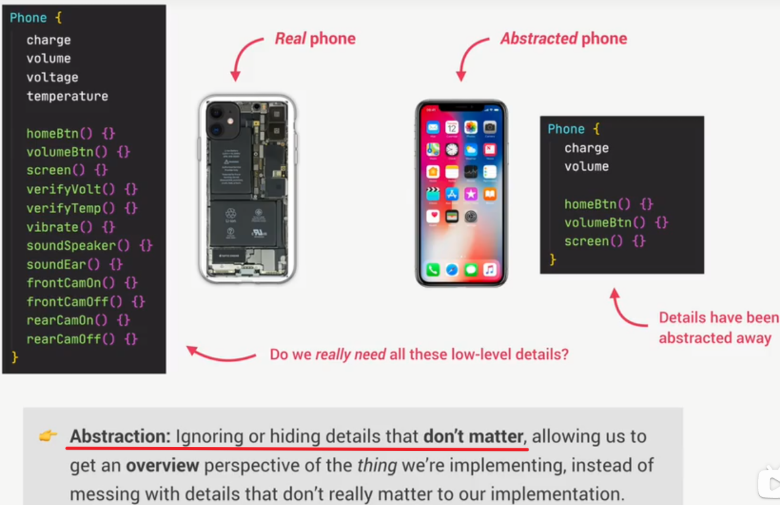 Phone {
charge
volume
voltage
temperature
homeBtn() {}
volumeBtn() {}
screen() {}
verifyVolt() {}
verifyTemp() {}
vibrate() {}
soundSpeaker() {}
soundEar() {}
frontCamOn() {}
frontCamOff() {}
rearCamOn() {}
rearCamOff() {}
}
Real phone
Abstracted phone
Phone {
charge
volume
homeBtn() {}
volumeBtn() {}
screen() {}
}
Details have been
abstracted away
Do we really need all these low-level details?
👉 Abstraction: Ignoring or hiding details that don't matter, allowing us to
get an overview perspective of the thing we're implementing, instead of
messing with details that don't really matter to our implementation.